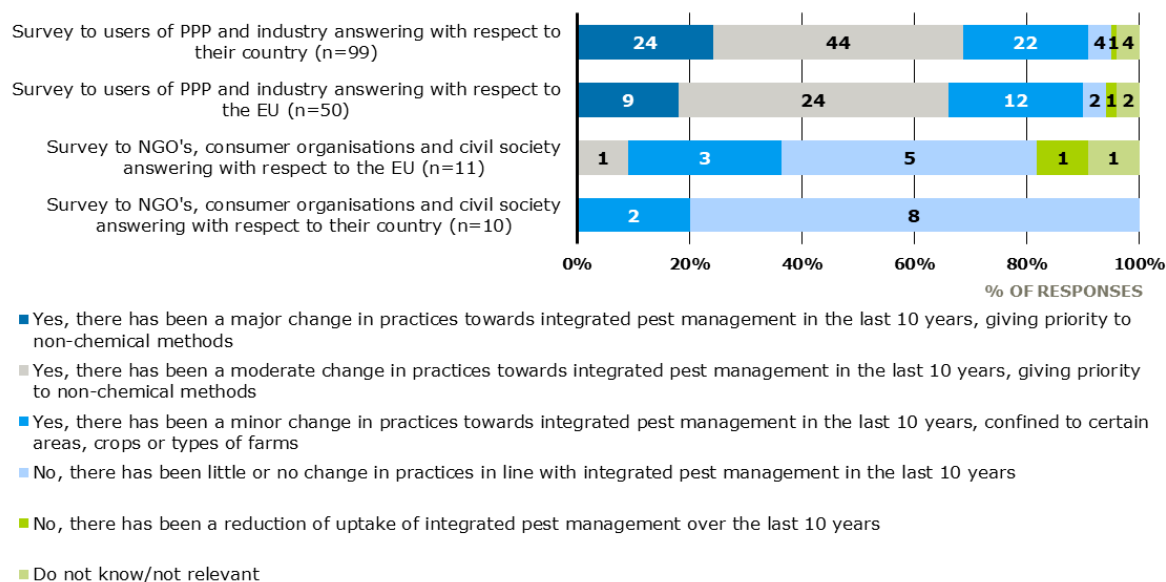 Survey to users of PPP and industry answering with respect to
their country (n=99)
24 44 22 4 1 4
Survey to users of PPP and industry answering with respect to
the EU (n=50)
9 24 12 2 1 2
Survey to NGO's, consumer organisations and civil society
answering with respect to the EU (n=11)
1 3 5 1 1
Survey to NGO's, consumer organisations and civil society
answering with respect to their country (n=10)
2 8
0% 20% 40% 60% 80% 100%
% OF RESPONSES
Yes, there has been a major change in practices towards integrated pest management in the last 10 years, giving priority to
non-chemical methods
Yes, there has been a moderate change in practices towards integrated pest management in the last 10 years, giving priority
to non-chemical methods
Yes, there has been a minor change in practices towards integrated pest management in the last 10 years, confined to certain
areas, crops or types of farms
No, there has been little or no change in practices in line with integrated pest management in the last 10 years
No, there has been a reduction of uptake of integrated pest management over the last 10 years
Do not know/not relevant